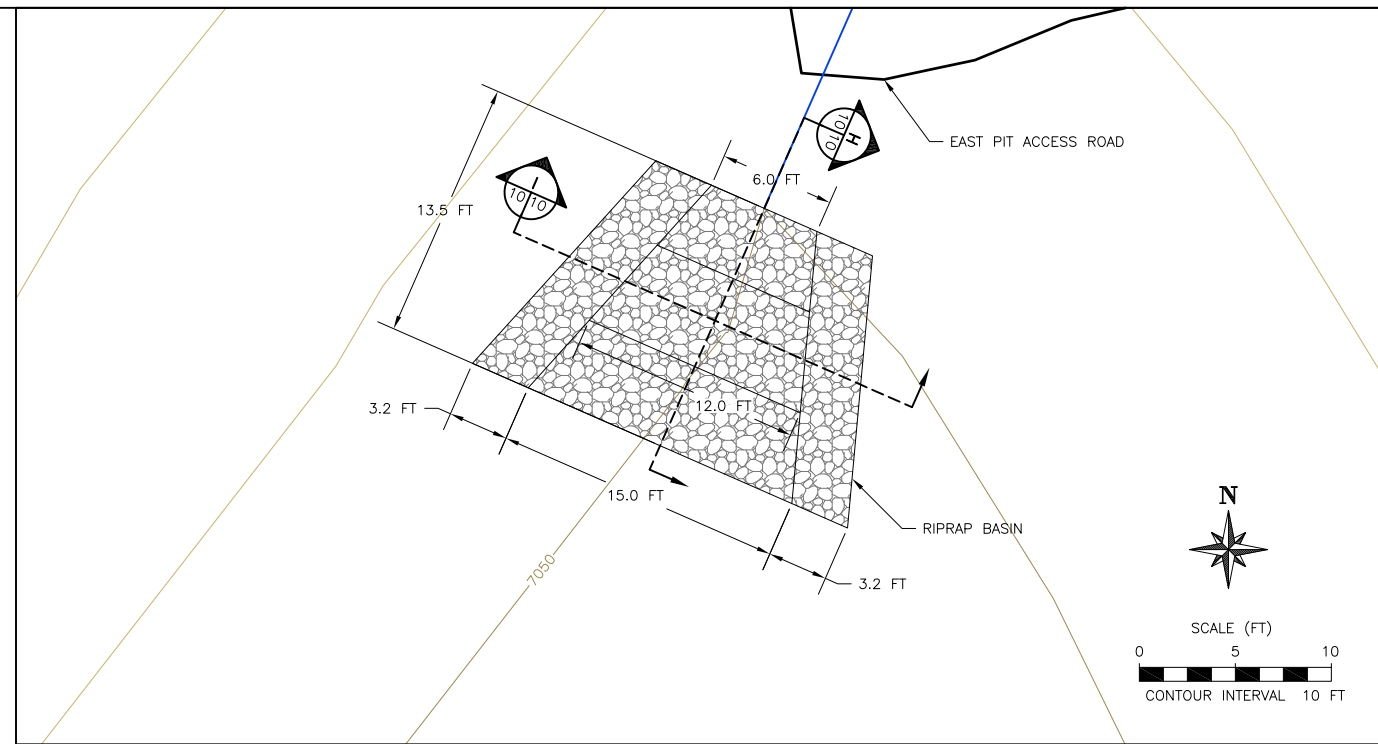 EAST PIT ACCESS ROAD
H
10
10
6.0 FT
I
10
10
13.5 FT
12.0 FT
3.2 FT
15.0 FT
3.2 FT
RIPRAP BASIN
7050
N
SCALE (FT)
0 5 10
CONTOUR INTERVAL 10 FT